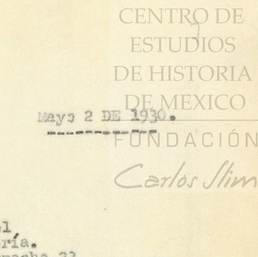 CENTRO DE
ESTUDIOS
DE HISTORIA
DE MEXICO
Mayo 2 DE 1930.
FUNDACIÓN
Carlos Slim
ría.